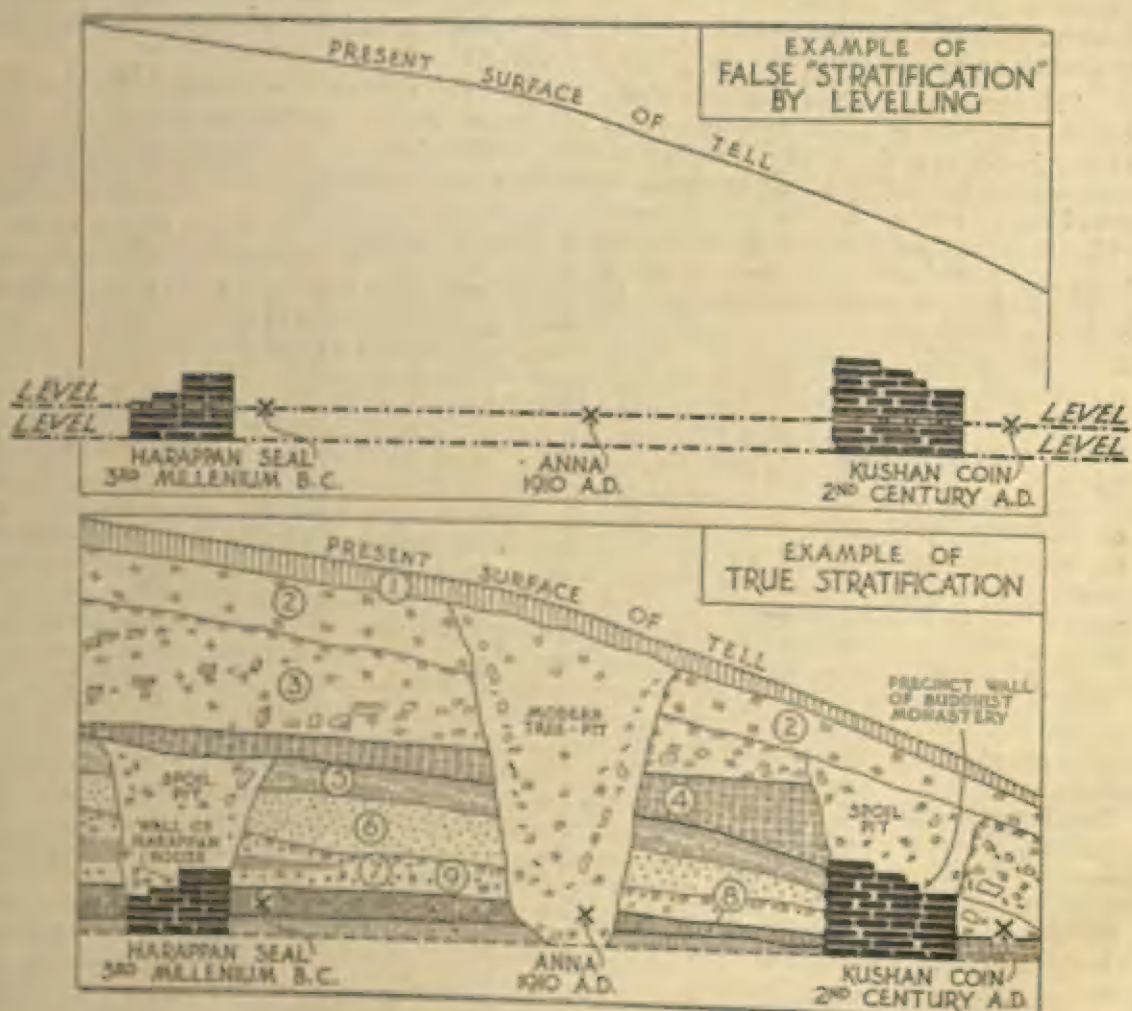 EXAMPLE OF
FALSE "STRATIFICATION"
BY LEVELLING
PRESENT SURFACE OF TELL
LEVEL
LEVEL
LEVEL
LEVEL
HARAPPAN SEAL
3RD MILLENIUM B.C.
ANNA
1910 A.D.
KUSHAN COIN
2ND CENTURY A.D.
EXAMPLE OF
TRUE STRATIFICATION
PRESENT SURFACE OF TELL
1
2
3
MODERN
TREE-PIT
PRECINCT WALL
OF BUDDHIST
MONASTERY
2
SPOIL
PIT
WALL OF
HARAPPAN
HOUSE
5
4
SPOIL
PIT
6
7
9
8
HARAPPAN SEAL
3RD MILLENIUM B.C.
ANNA
1910 A.D.
KUSHAN COIN
2ND CENTURY A.D.